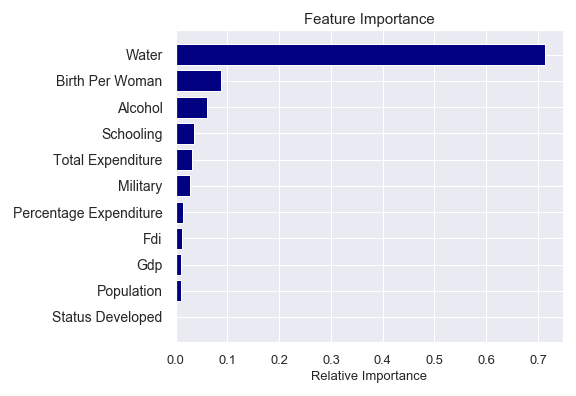 Feature Importance
Water
Birth Per Woman
Alcohol
Schooling
Total Expenditure
Military
Percentage Expenditure
Fdi
Gdp
Population
Status Developed
0.0 0.1 0.2 0.3 0.4 0.5 0.6 0.7
Relative Importance